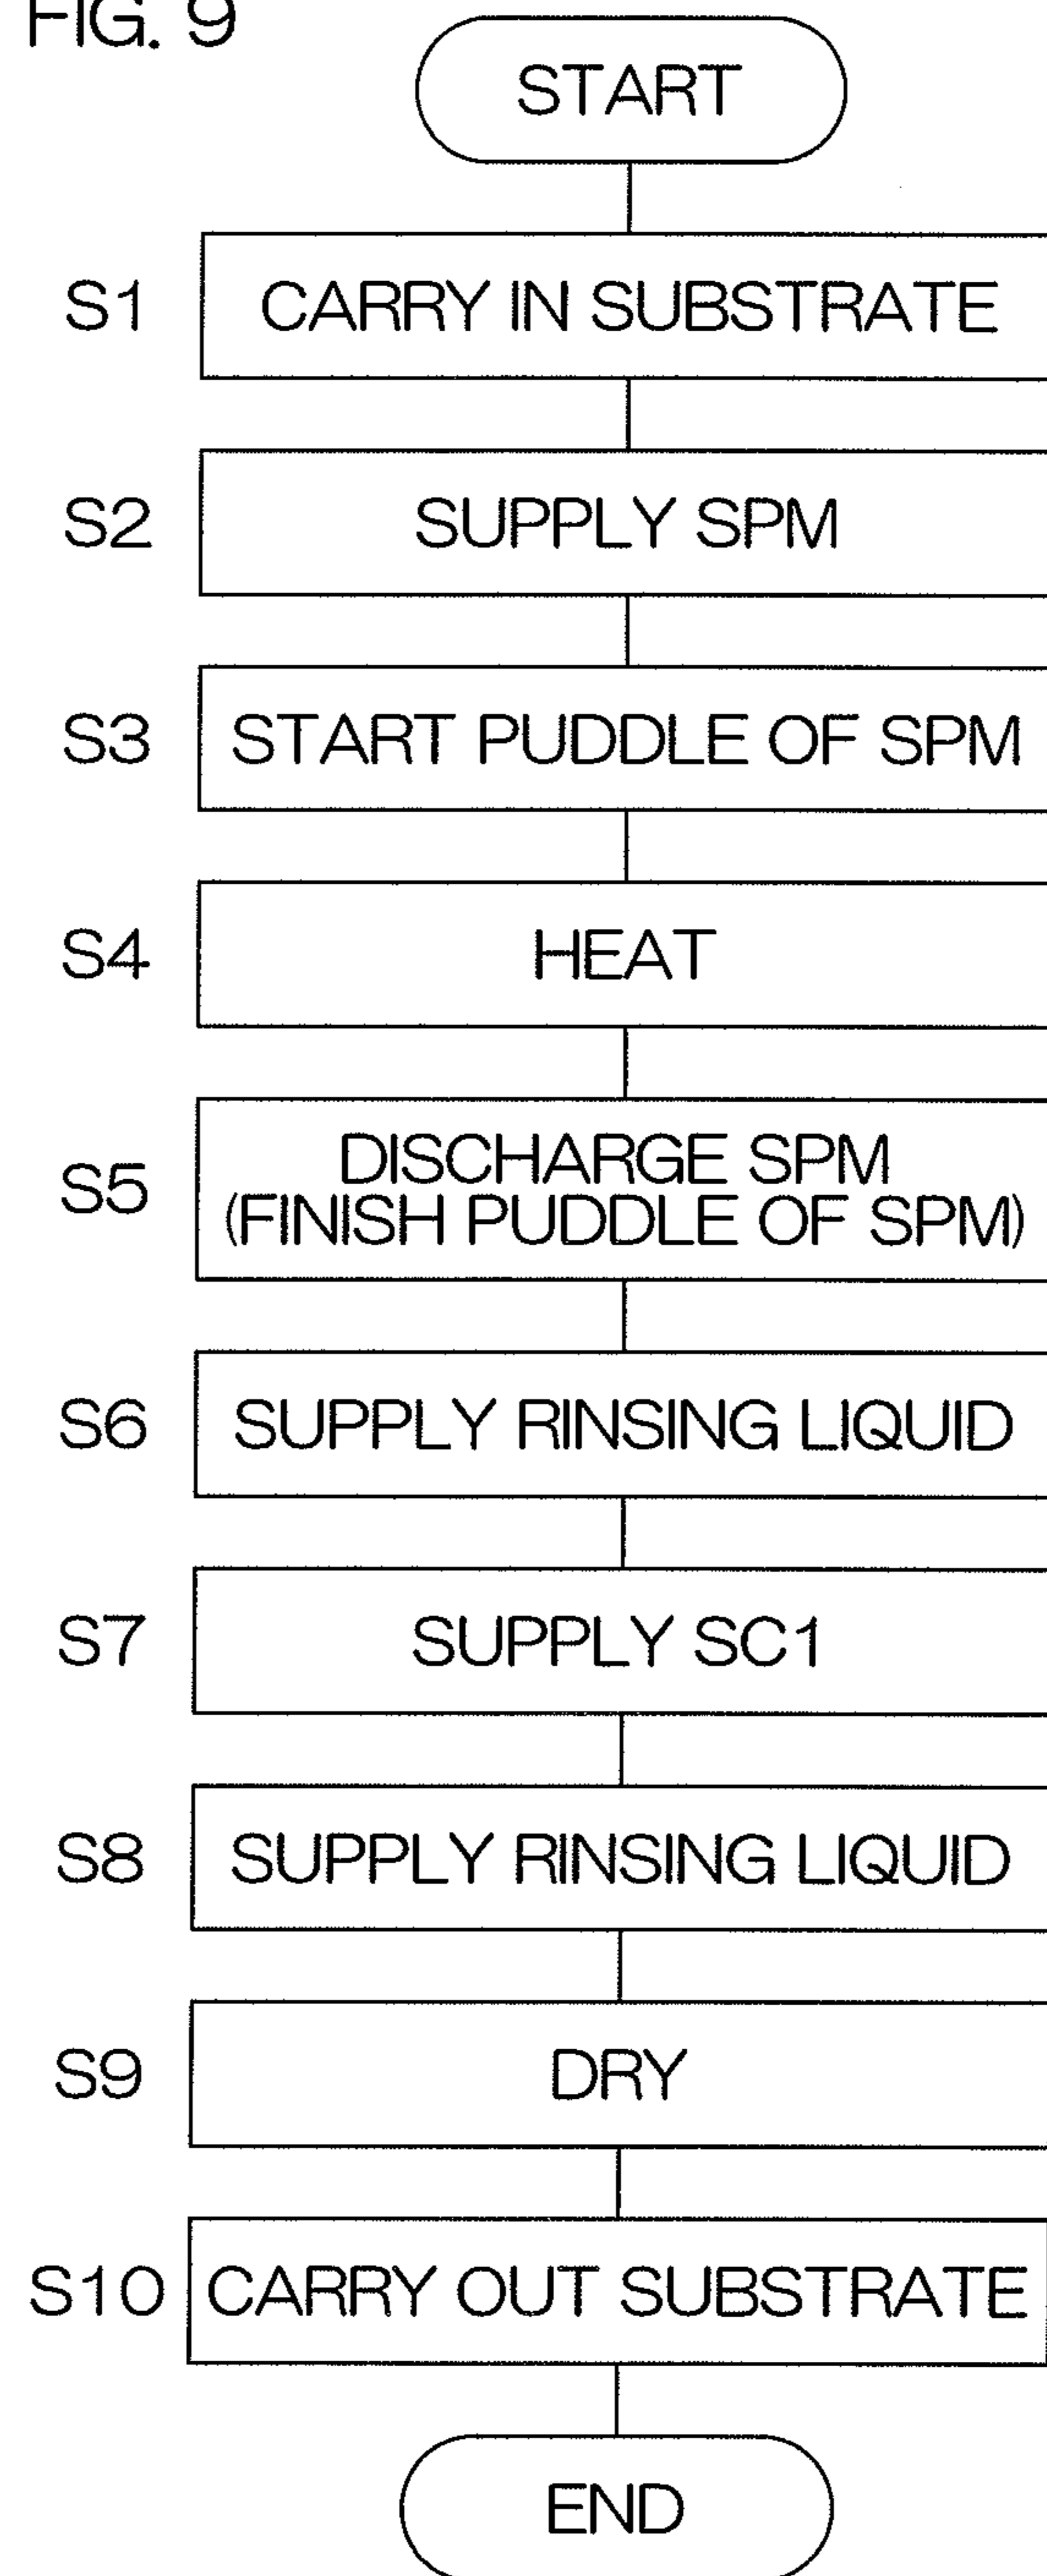 FIG. 9
START
S1 CARRY IN SUBSTRATE
S2 SUPPLY SPM
S3 START PUDDLE OF SPM
S4 HEAT
S5 DISCHARGE SPM
(FINISH PUDDLE OF SPM)
S6 SUPPLY RINSING LIQUID
S7 SUPPLY SC1
S8 SUPPLY RINSING LIQUID
S9 DRY
S10 CARRY OUT SUBSTRATE
END